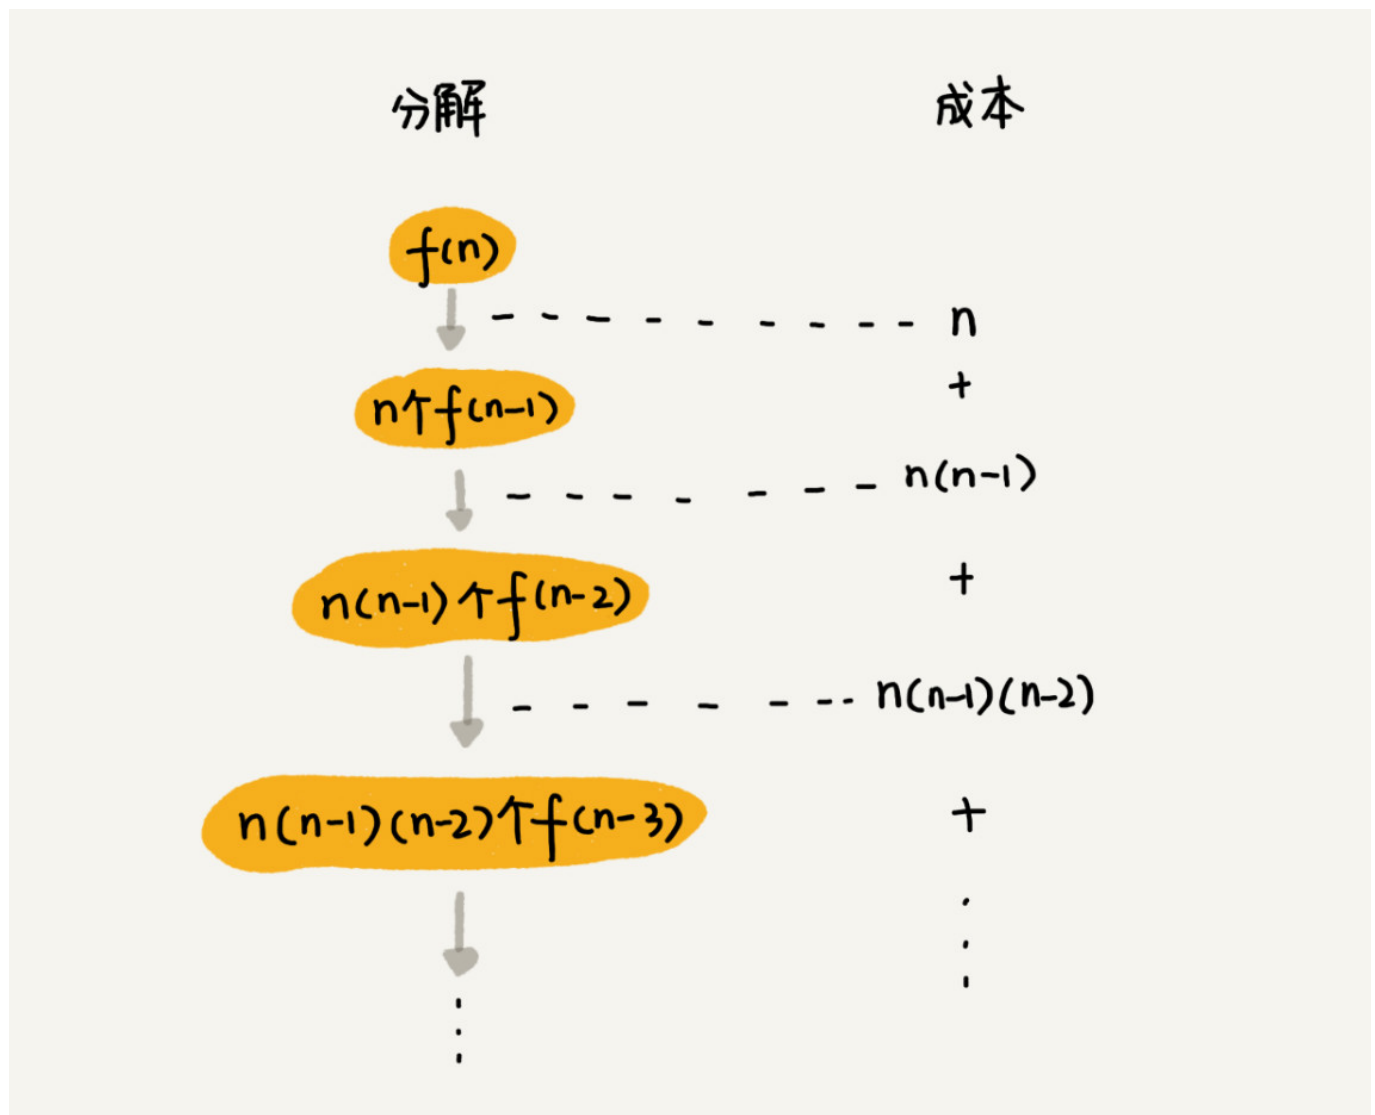 分解 成本
f(n)
n
n个f(n-1)
+
n(n-1)
n(n-1)个f(n-2)
+
n(n-1)(n-2)
n(n-1)(n-2)个f(n-3)
+